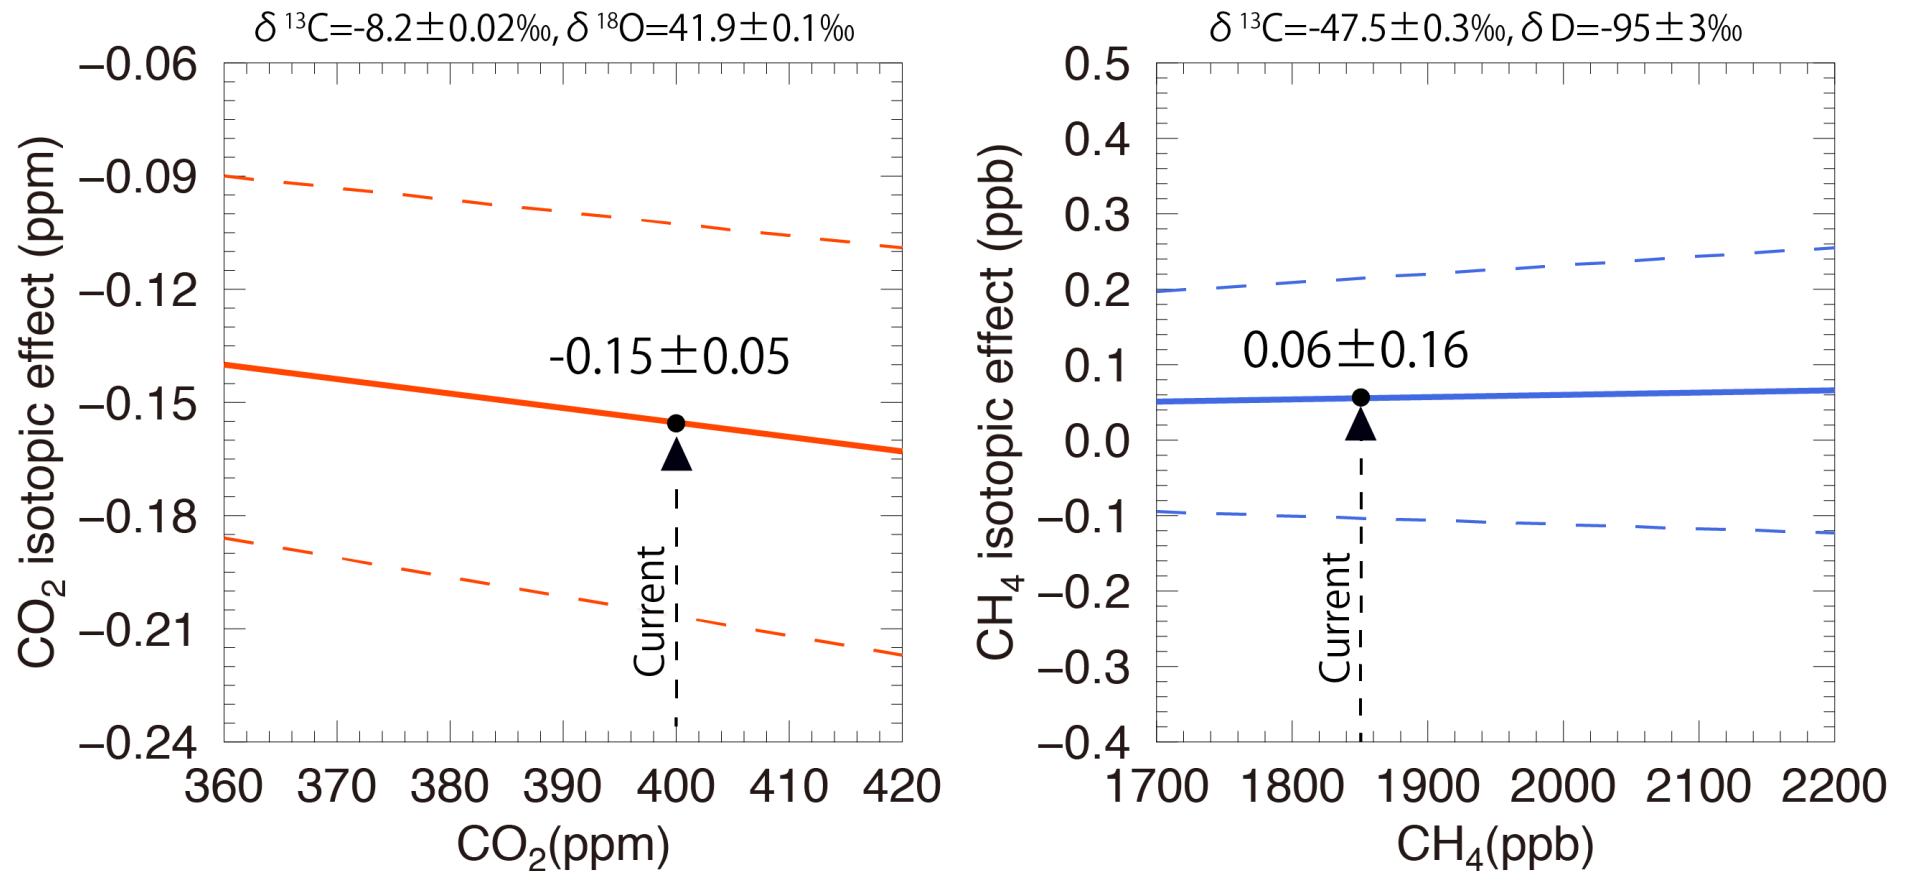 δ ¹³C=-8.2±0.02‰, δ ¹⁸O=41.9±0.1‰
−0.06
−0.09
−0.12
−0.15
−0.18
−0.21
−0.24
CO₂ isotopic effect (ppm)
-0.15±0.05
Current
360 370 380 390 400 410 420
CO₂(ppm)
δ ¹³C=-47.5±0.3‰, δ D=-95±3‰
0.5
0.4
0.3
0.2
0.1
0.0
−0.1
−0.2
−0.3
−0.4
CH₄ isotopic effect (ppb)
0.06±0.16
Current
1700 1800 1900 2000 2100 2200
CH₄(ppb)